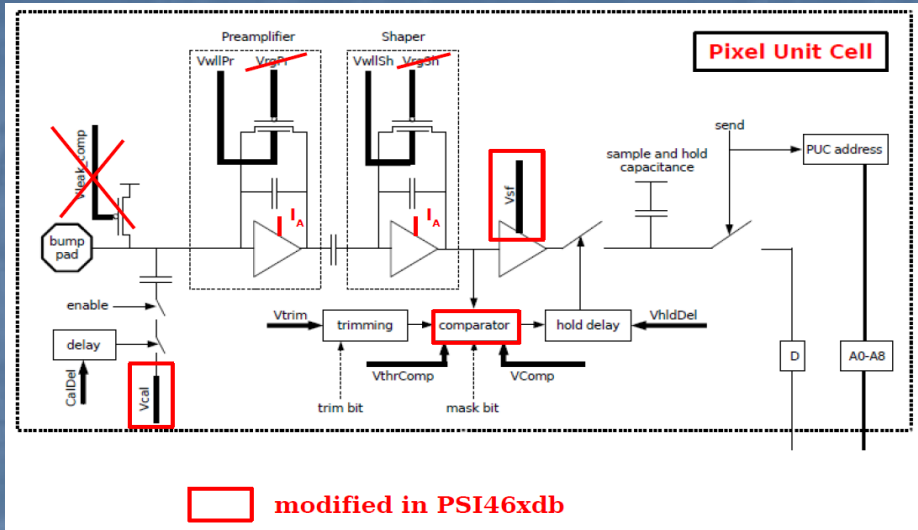 Preamplifier
Shaper
VwllPr VrgPr
VwllSh VrgSh
Pixel Unit Cell
Vleak_comp
send
PUC address
sample and hold
capacitance
Vsf
I_A
I_A
bump
pad
enable
Vtrim
trimming
comparator
hold delay
VhldDel
delay
D
A0-A8
VthrComp
VComp
CalDel
Vcal
trim bit
mask bit
modified in PSI46xdb